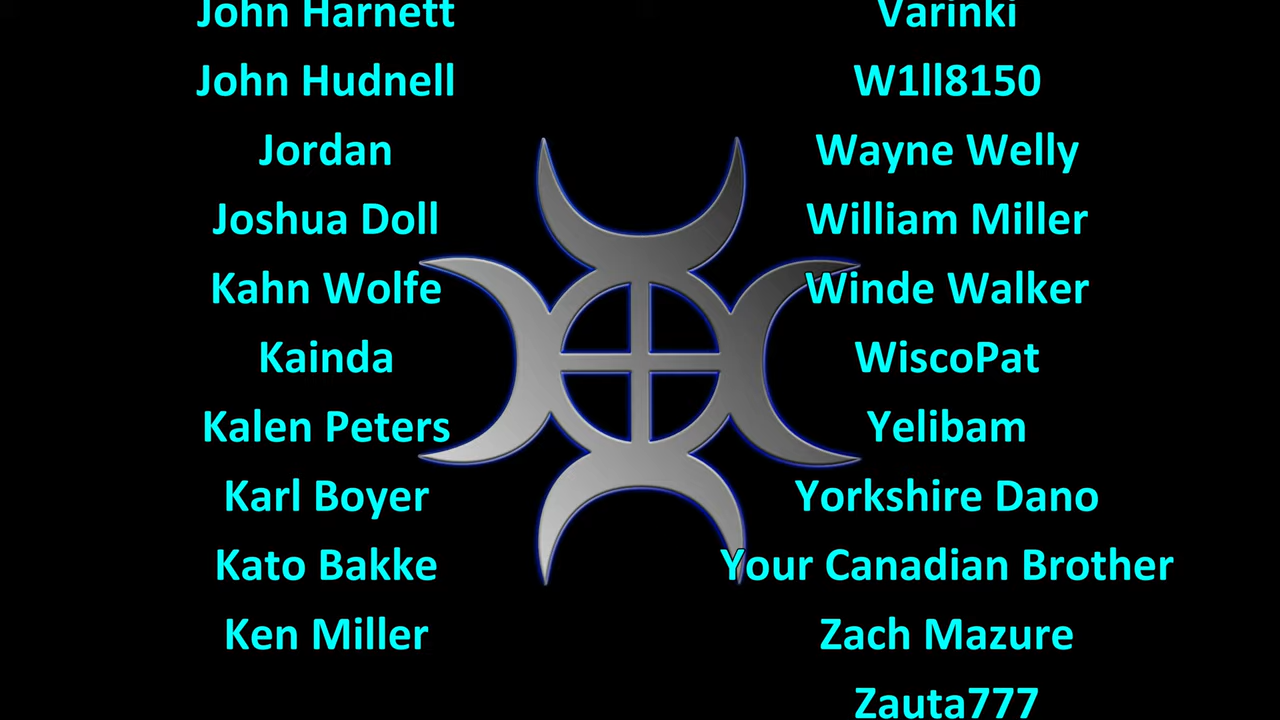 John Harnett
John Hudnell
Jordan
Joshua Doll
Kahn Wolfe
Kainda
Kalen Peters
Karl Boyer
Kato Bakke
Ken Miller
Varinki
W1ll8150
Wayne Welly
William Miller
Winde Walker
WiscoPat
Yelibam
Yorkshire Dano
Your Canadian Brother
Zach Mazure
Zauta777